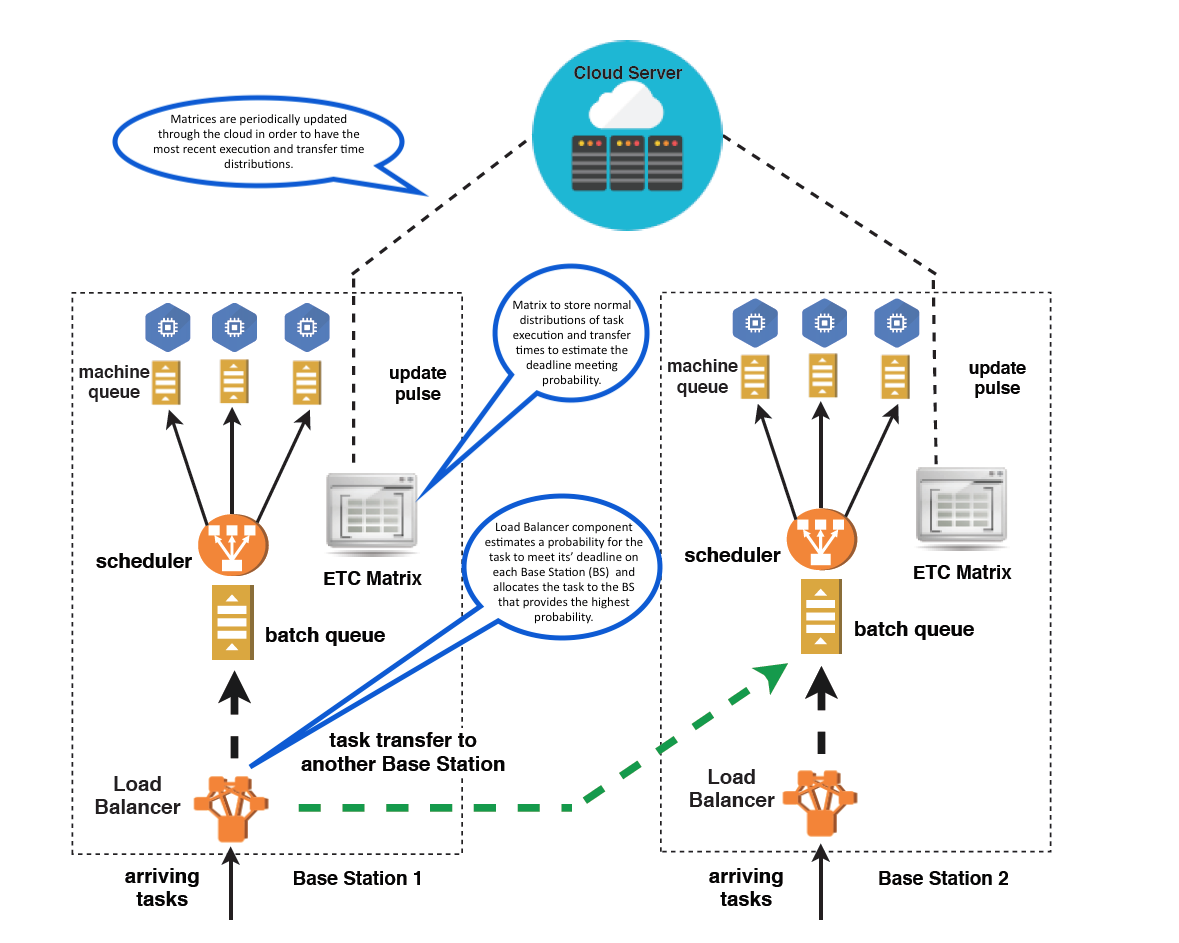 Cloud Server
Matrices are periodically updated
through the cloud in order to have the
most recent execution and transfer time
distributions.
Matrix to store normal
distributions of task
execution and transfer
times to estimate the
deadline meeting
probability.
machine
queue
update
pulse
scheduler
ETC Matrix
batch queue
Load Balancer component
estimates a probability for the
task to meet its' deadline on
each Base Station (BS) and
allocates the task to the BS
that provides the highest
probability.
task transfer to
another Base Station
Load
Balancer
arriving
tasks
Base Station 1
machine
queue
update
pulse
scheduler
ETC Matrix
batch queue
Load
Balancer
arriving
tasks
Base Station 2